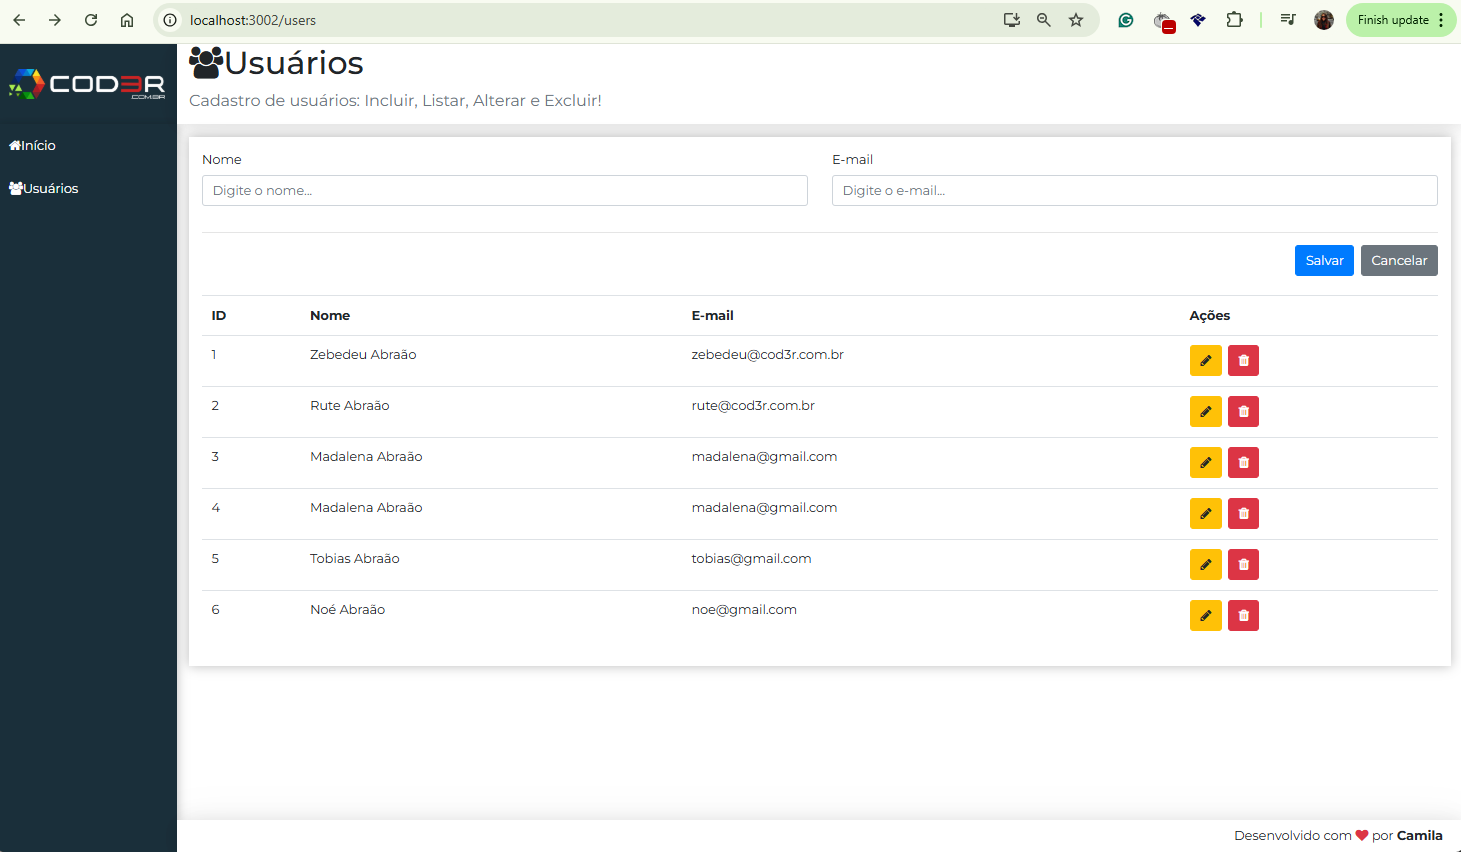 localhost:3002/users
Finish update
COD3R
.COM.BR
Usuários
Cadastro de usuários: Incluir, Listar, Alterar e Excluir!
Início
Usuários
Nome E-mail
Digite o nome... Digite o e-mail...
Salvar Cancelar
ID Nome E-mail Ações
1 Zebedeu Abraão zebedeu@cod3r.com.br
2 Rute Abraão rute@cod3r.com.br
3 Madalena Abraão madalena@gmail.com
4 Madalena Abraão madalena@gmail.com
5 Tobias Abraão tobias@gmail.com
6 Noé Abraão noe@gmail.com
Desenvolvido com ❤ por Camila